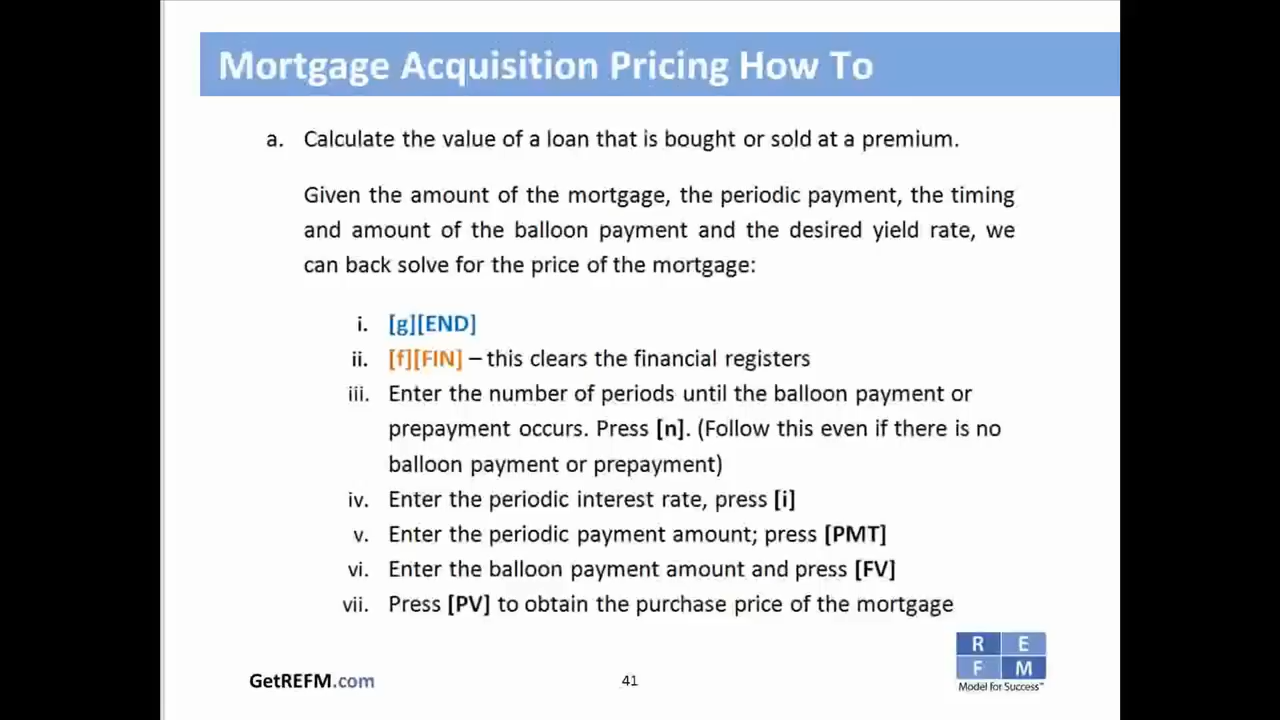 Mortgage Acquisition Pricing How To
a. Calculate the value of a loan that is bought or sold at a premium.
Given the amount of the mortgage, the periodic payment, the timing
and amount of the balloon payment and the desired yield rate, we
can back solve for the price of the mortgage:
i. [g][END]
ii. [f][FIN] – this clears the financial registers
iii. Enter the number of periods until the balloon payment or
prepayment occurs. Press [n]. (Follow this even if there is no
balloon payment or prepayment)
iv. Enter the periodic interest rate, press [i]
v. Enter the periodic payment amount; press [PMT]
vi. Enter the balloon payment amount and press [FV]
vii. Press [PV] to obtain the purchase price of the mortgage
GetREFM.com
41
R E
F M
Model for Success™